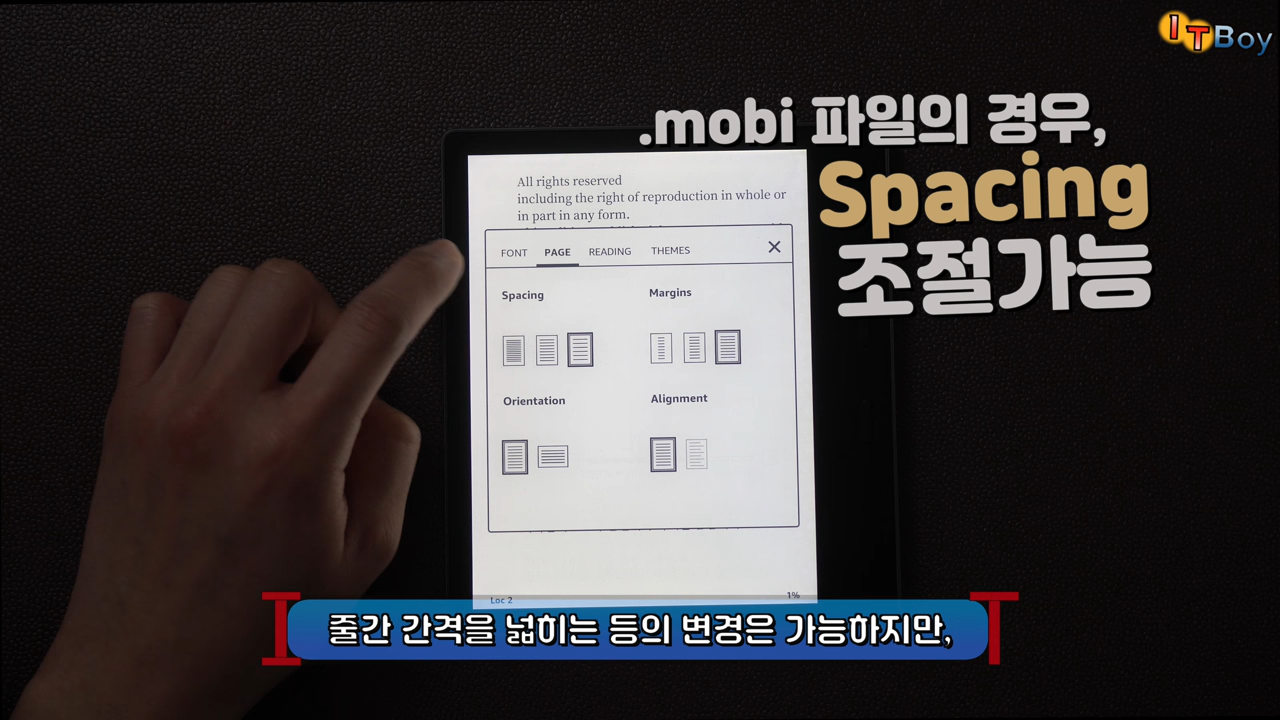 ITBoy
.mobi 파일의 경우,
Spacing
조절가능
All rights reserved
including the right of reproduction in whole or
in part in any form.
FONT PAGE READING THEMES ✕
Spacing Margins
Orientation Alignment
Loc 2 1%
I 줄간 간격을 넓히는 등의 변경은 가능하지만, T